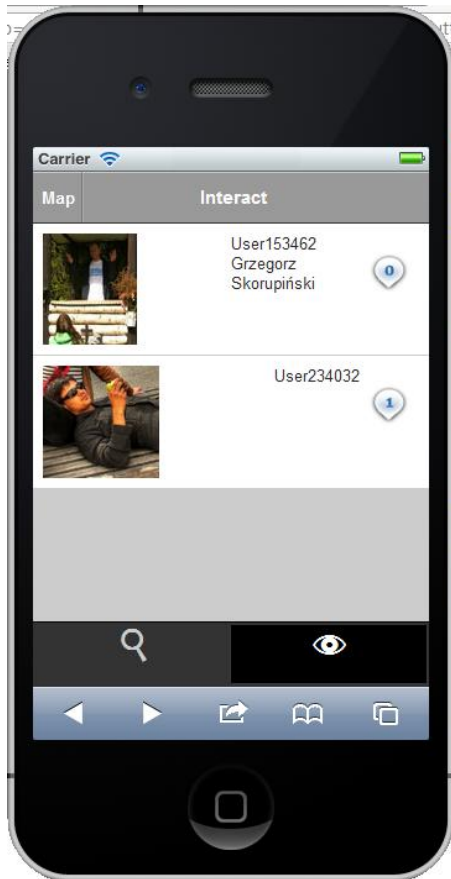 Carrier
Map
Interact
User153462
Grzegorz
Skorupiński
0
User234032
1